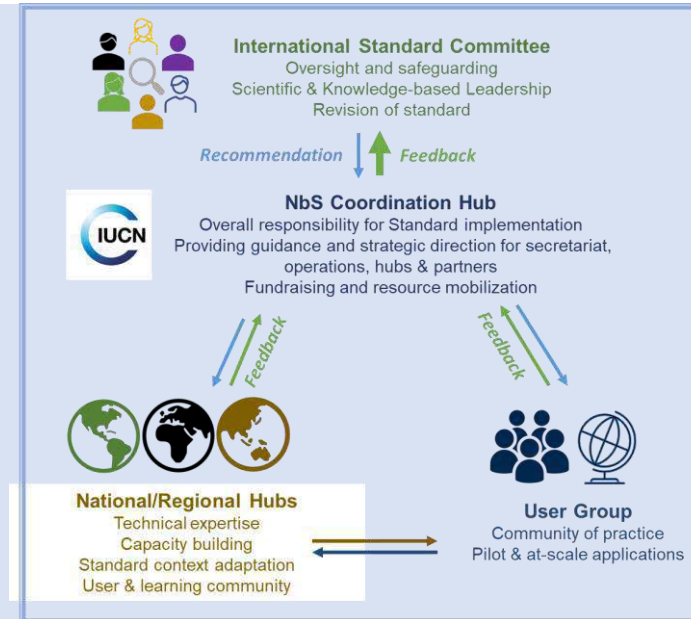 International Standard Committee
Oversight and safeguarding
Scientific & Knowledge-based Leadership
Revision of standard
Recommendation
Feedback
NbS Coordination Hub
IUCN
Overall responsibility for Standard implementation
Providing guidance and strategic direction for secretariat,
operations, hubs & partners
Fundraising and resource mobilization
Feedback
Feedback
National/Regional Hubs
Technical expertise
Capacity building
Standard context adaptation
User & learning community
User Group
Community of practice
Pilot & at-scale applications